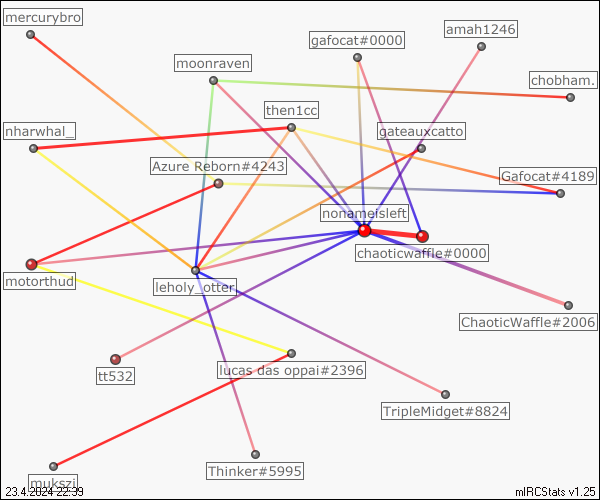 mercurybro
amah1246
gafocat#0000
moonraven
chobham.
then1cc
nharwhal_
gateauxcatto
Azure Reborn#4243
Gafocat#4189
nonameisleft
chaoticwaffle#0000
motorthud
leholy_otter
ChaoticWaffle#2006
lucas das oppai#2396
tt532
TripleMidget#8824
Thinker#5995
mukszi
23.4.2024 22:39
mIRCStats v1.25